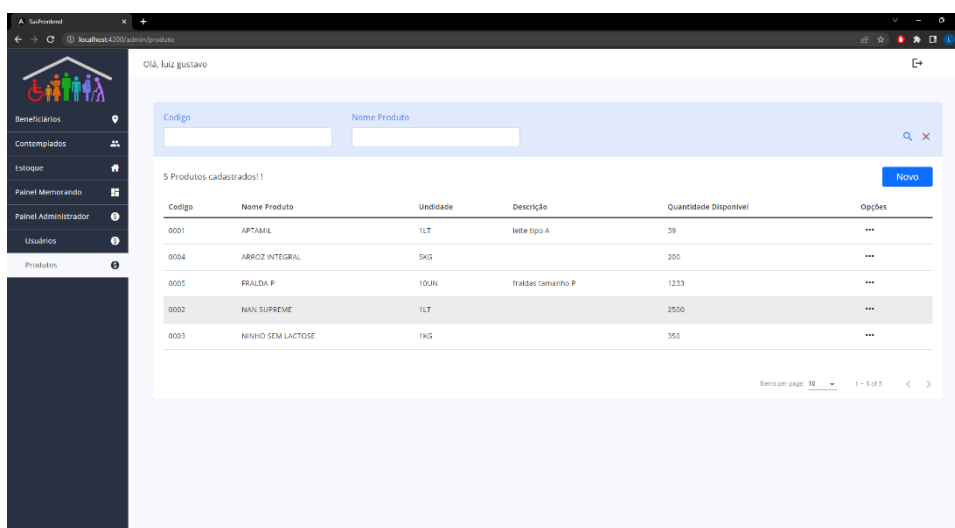 SasFrontend
localhost:4200/admin/produto
Olá, luiz gustavo
Beneficiários
Contemplados
Estoque
Painel Memorando
Painel Administrador
Usuários
Produtos
Codigo Nome Produto
5 Produtos cadastrados! !
Novo
Codigo Nome Produto Undidade Descrição Quantidade Disponivel Opções
0001 APTAMIL 1LT leite tipo A 39
0004 ARROZ INTEGRAL 5KG 200
0005 FRALDA P 10UN fraldas tamanho P 1233
0002 NAN SUPREME 1LT 2500
0003 NINHO SEM LACTOSE 1KG 350
Items per page: 10 1 – 5 of 5